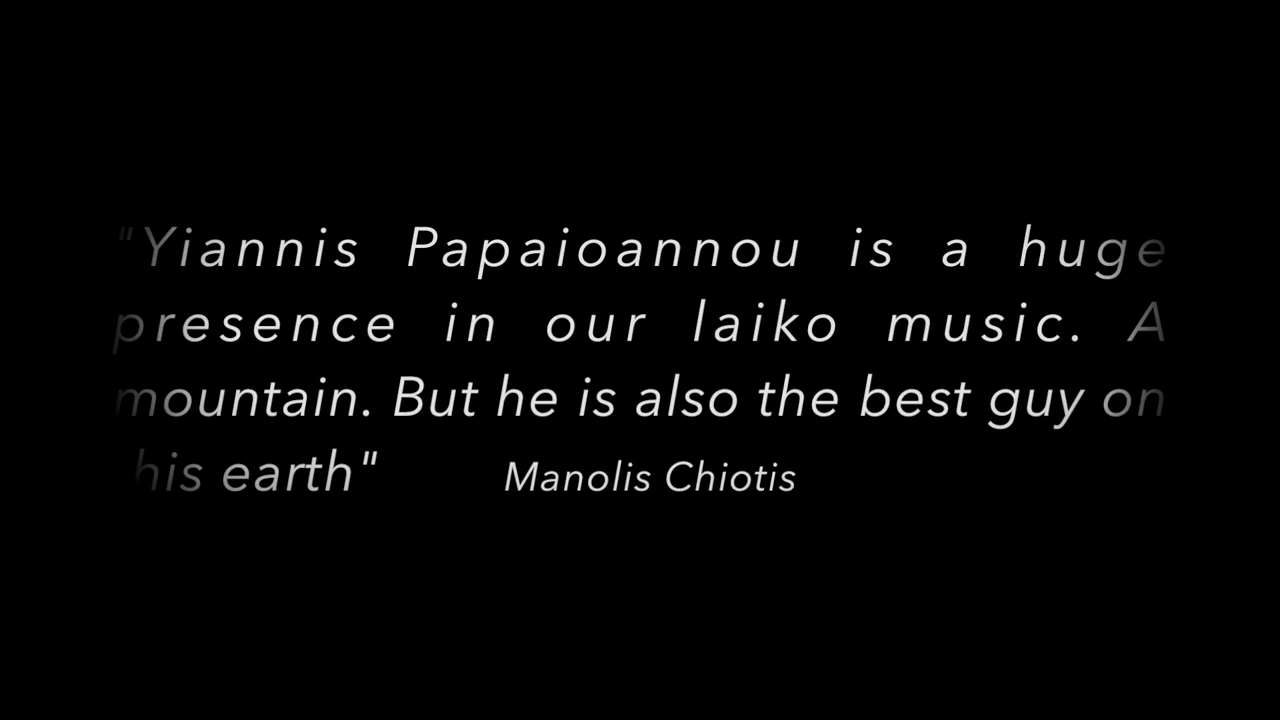 "Yiannis Papaioannou is a huge
presence in our laiko music. A
mountain. But he is also the best guy on
his earth" Manolis Chiotis